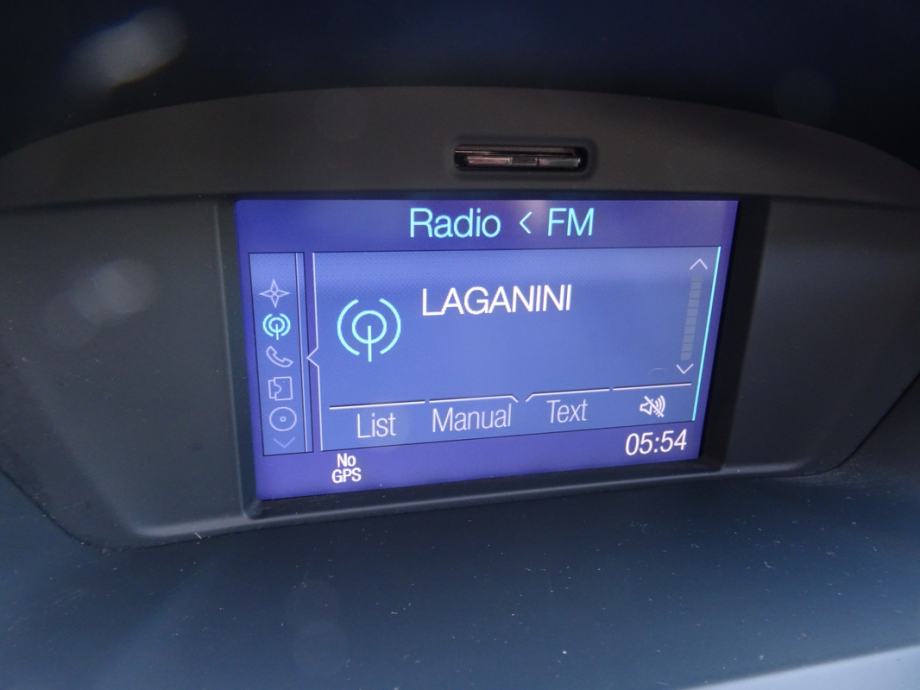 Radio < FM
LAGANINI
List Manual Text
05:54
No
GPS